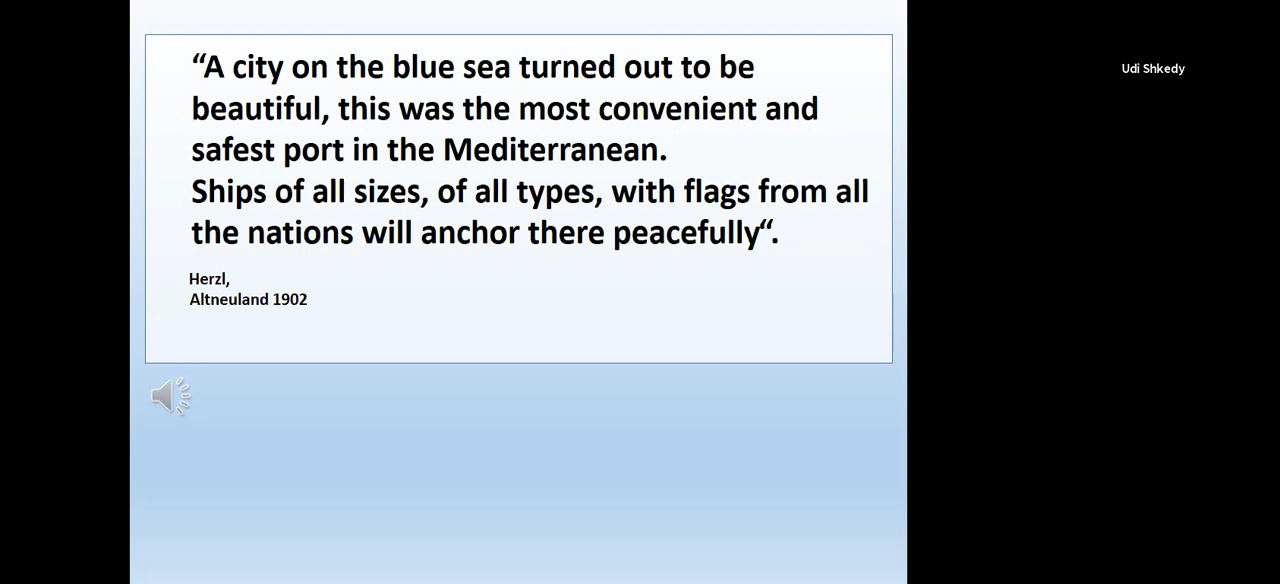 “A city on the blue sea turned out to be
beautiful, this was the most convenient and
safest port in the Mediterranean.
Ships of all sizes, of all types, with flags from all
the nations will anchor there peacefully“.
Herzl,
Altneuland 1902
Udi Shkedy